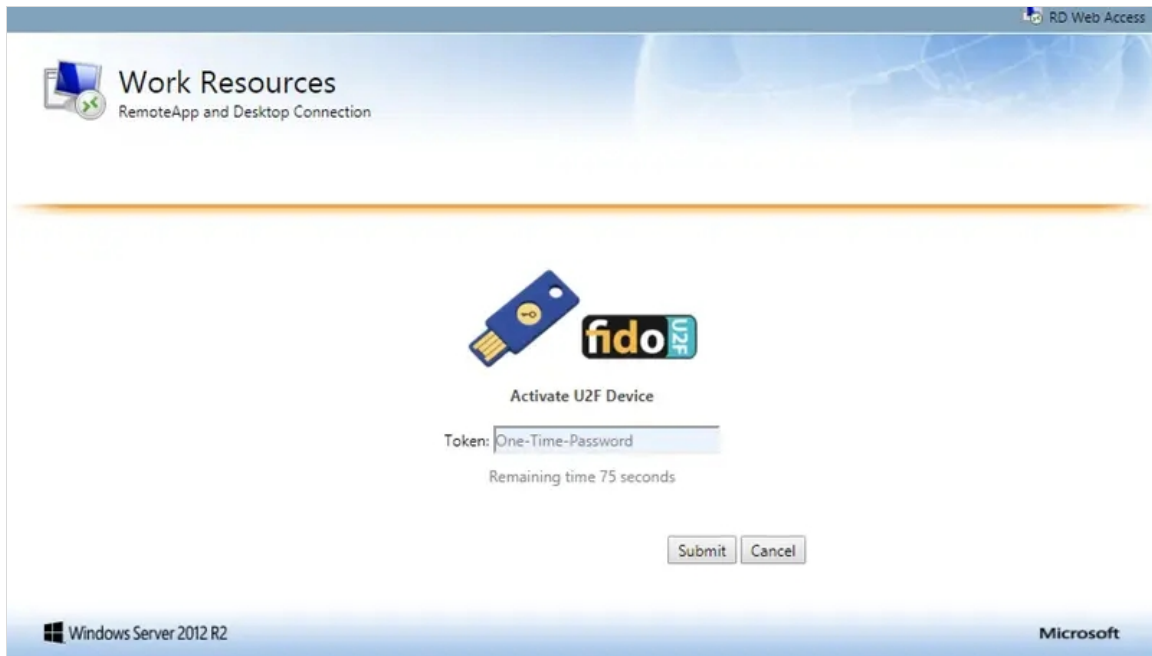 RD Web Access
Work Resources
RemoteApp and Desktop Connection
fido U2F
Activate U2F Device
Token: One-Time-Password
Remaining time 75 seconds
Submit Cancel
Windows Server 2012 R2 Microsoft